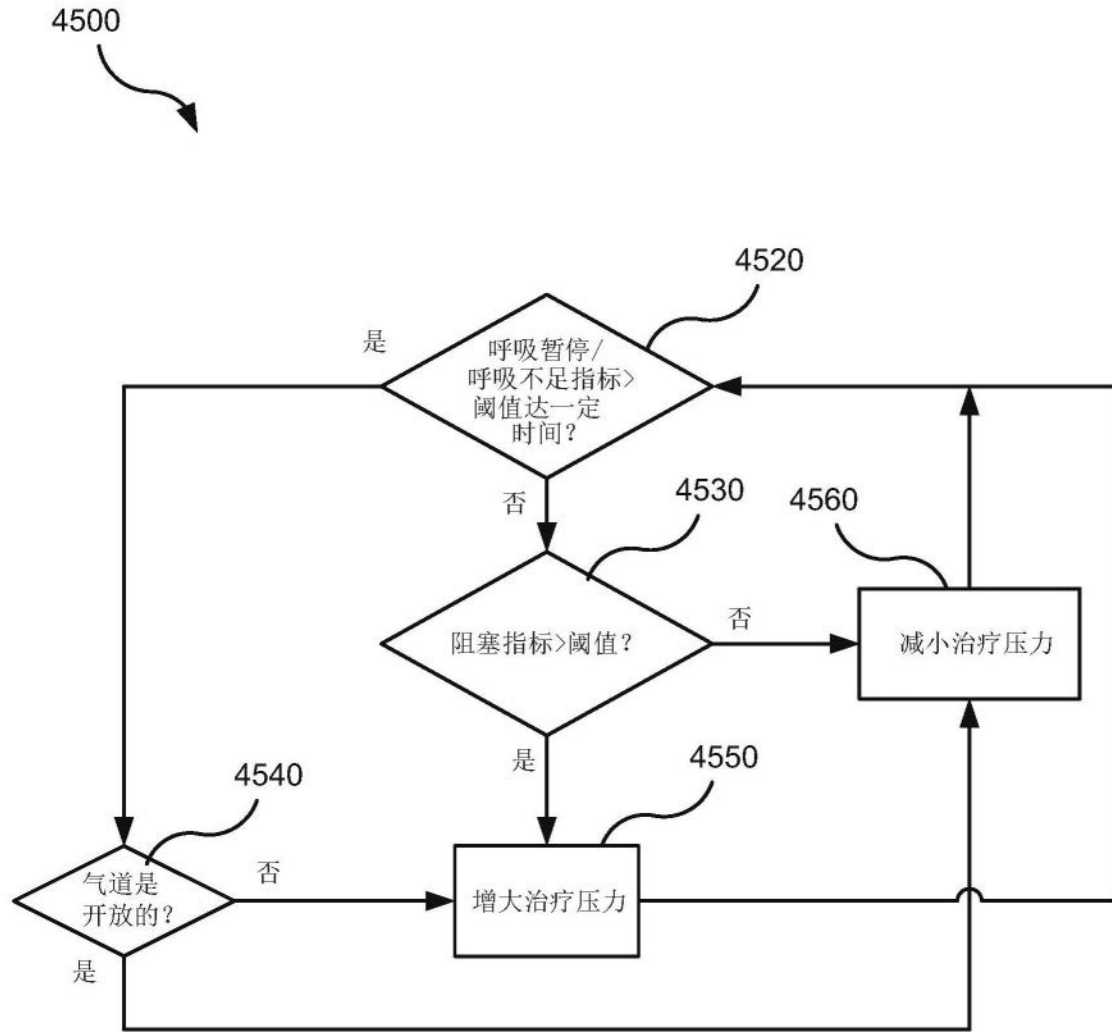 4500
4520
是
呼吸暂停/
呼吸不足指标>
阈值达一定
时间?
否
4530
4560
阻塞指标>阈值?
否
减小治疗压力
是
4550
4540
气道是
开放的?
否
增大治疗压力
是